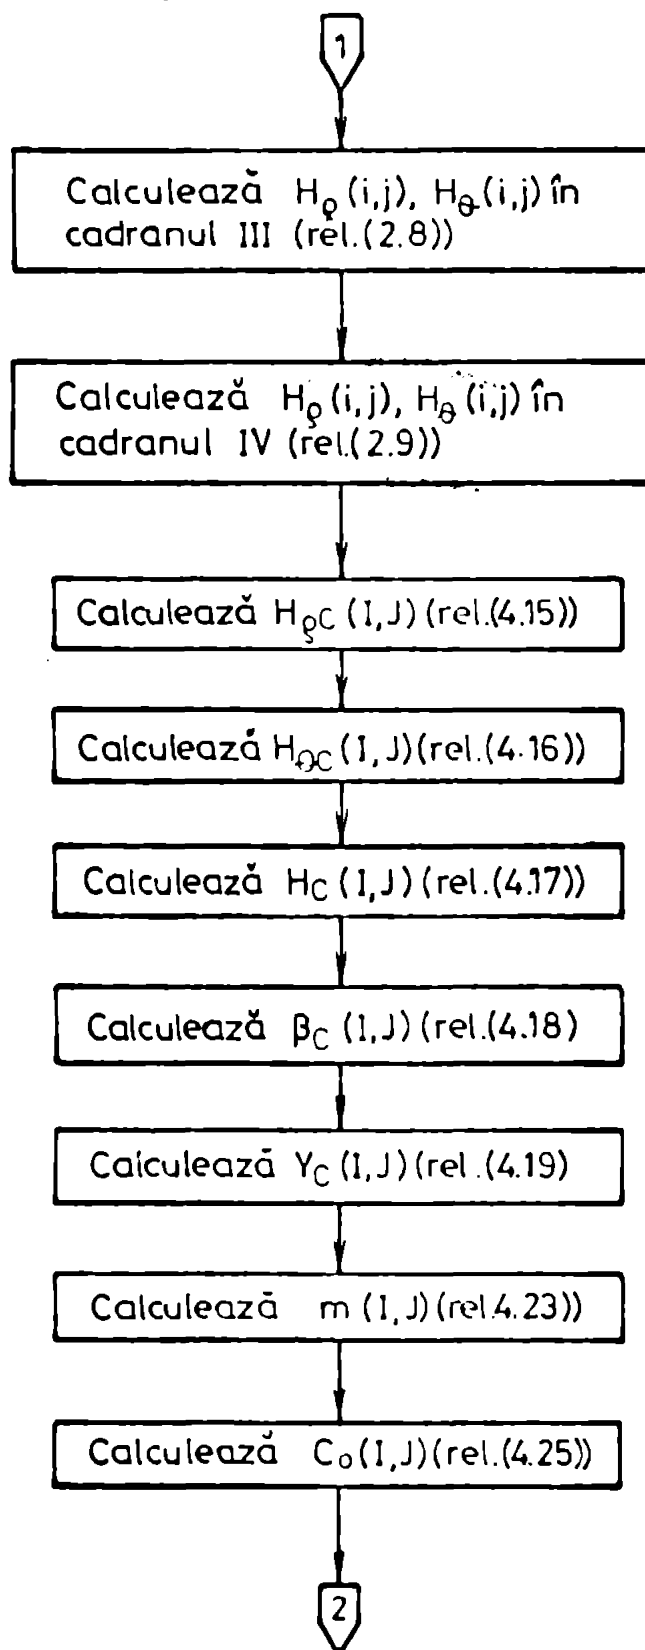 1
Calculează H_ρ(i,j), H_θ(i,j) în
cadranul III (rel.(2.8))
Calculează H_ρ(i,j), H_θ(i,j) în
cadranul IV (rel.(2.9))
Calculează H_ρC (I,J) (rel.(4.15))
Calculează H_θC (I,J) (rel.(4.16))
Calculează H_C (I,J) (rel.(4.17))
Calculează β_C (I,J) (rel.(4.18)
Calculează Y_C (I,J) (rel.(4.19)
Calculează m (I,J) (rel.4.23))
Calculează C_o (I,J) (rel.(4.25))
2